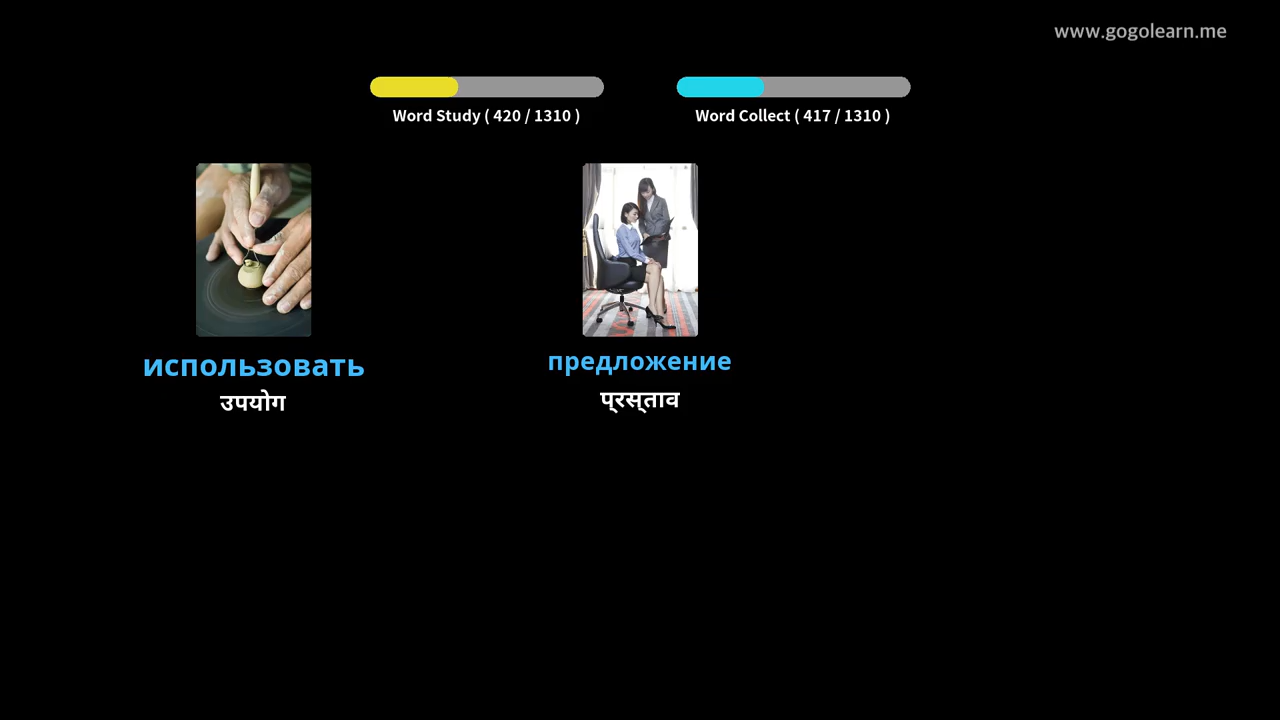 www.gogolearn.me
Word Study ( 420 / 1310 )
Word Collect ( 417 / 1310 )
использовать
उपयोग
предложение
प्रस्ताव